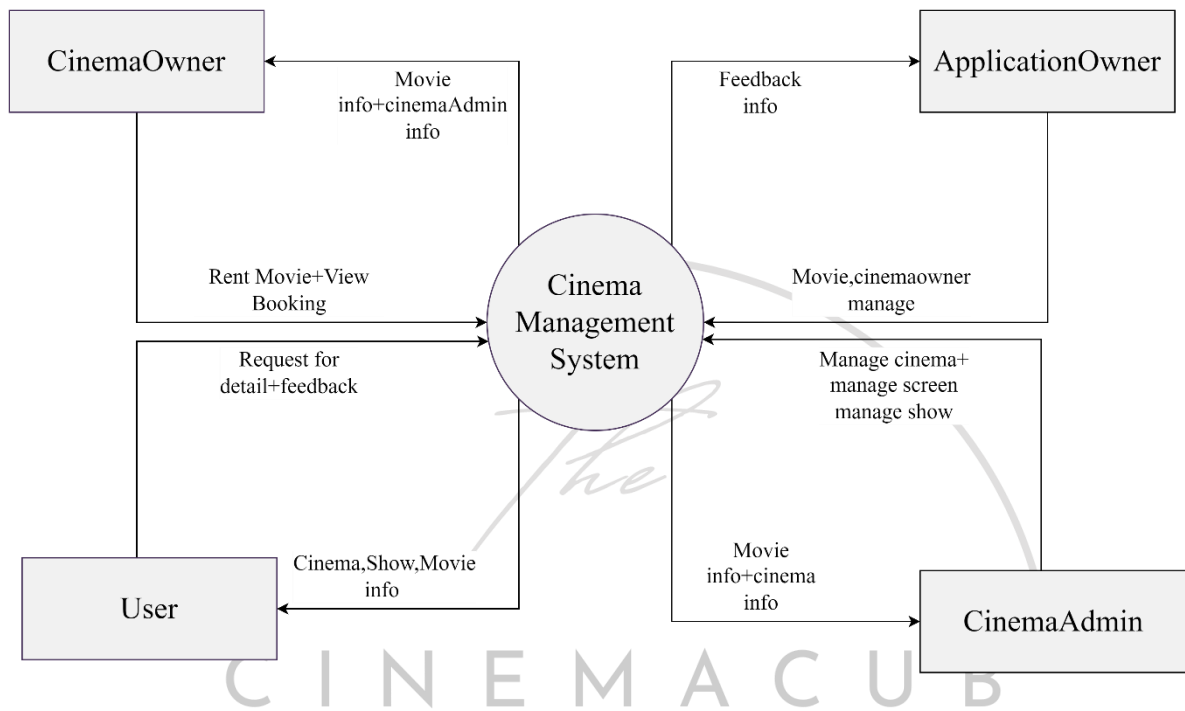 CinemaOwner
Movie
info+cinemaAdmin
info
Feedback
info
ApplicationOwner
Rent Movie+View
Booking
Cinema
Management
System
Movie,cinemaowner
manage
Request for
detail+feedback
Manage cinema+
manage screen
manage show
The
Cinema,Show,Movie
info
User
Movie
info+cinema
info
CinemaAdmin
CINEMACUB